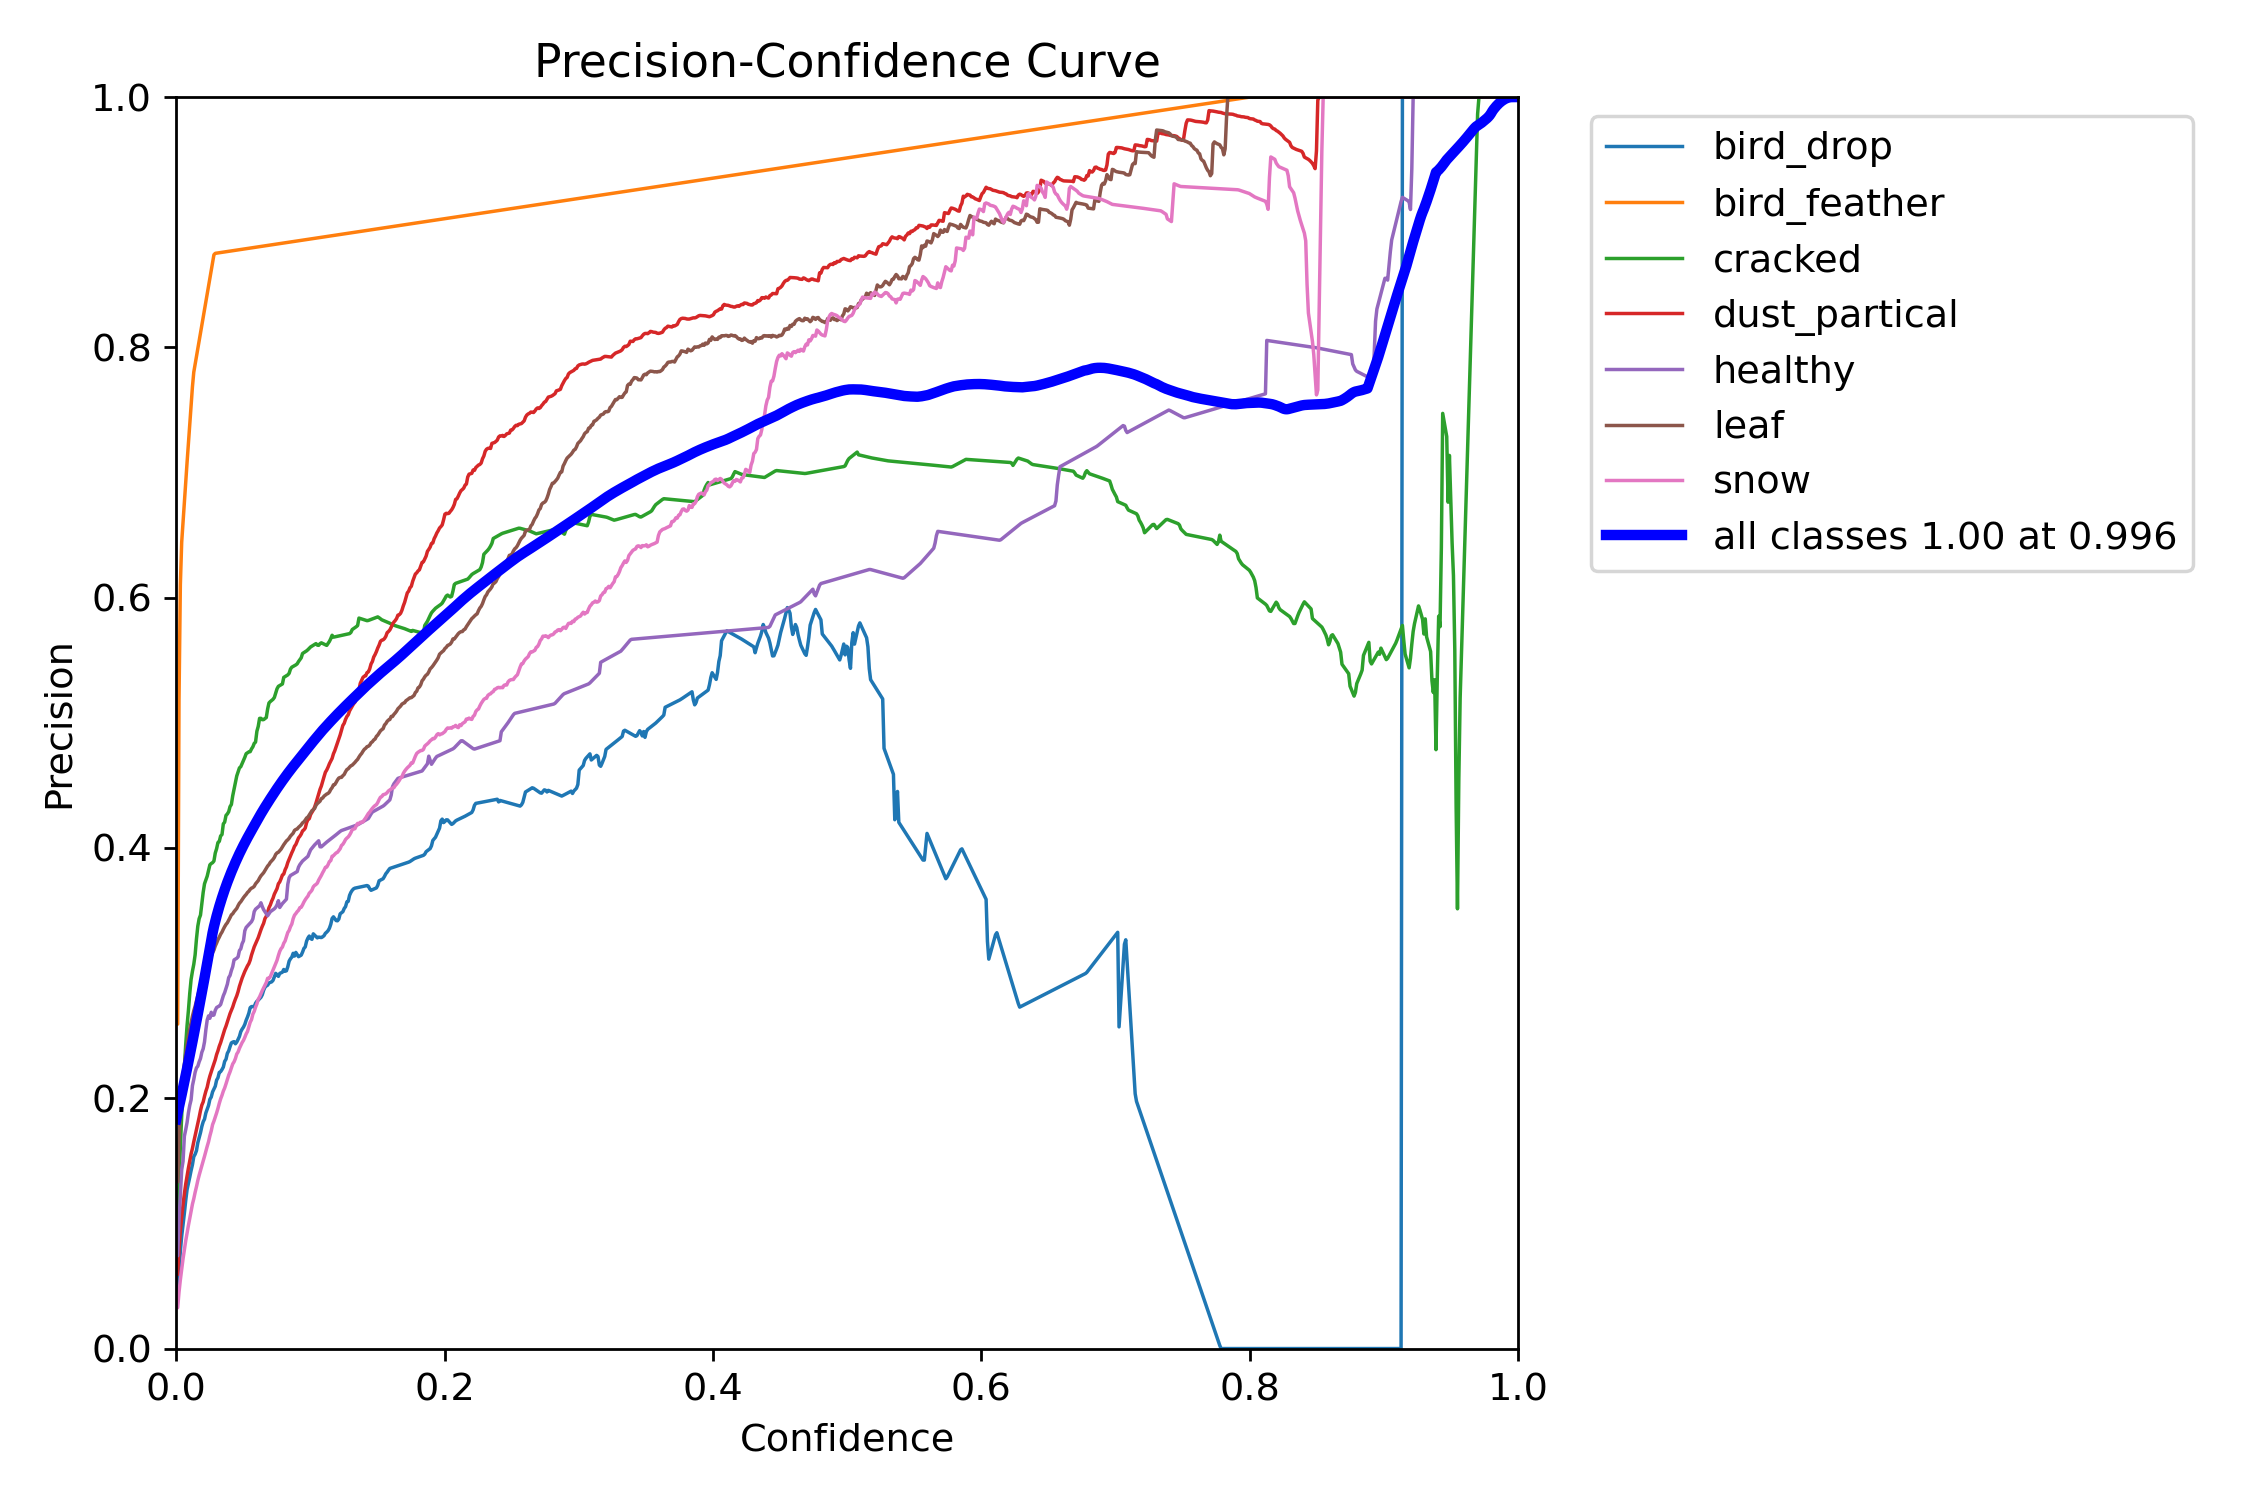 Precision-Confidence Curve
1.0
0.8
0.6
0.4
0.2
0.0
Precision
0.0 0.2 0.4 0.6 0.8 1.0
Confidence
bird_drop
bird_feather
cracked
dust_partical
healthy
leaf
snow
all classes 1.00 at 0.996